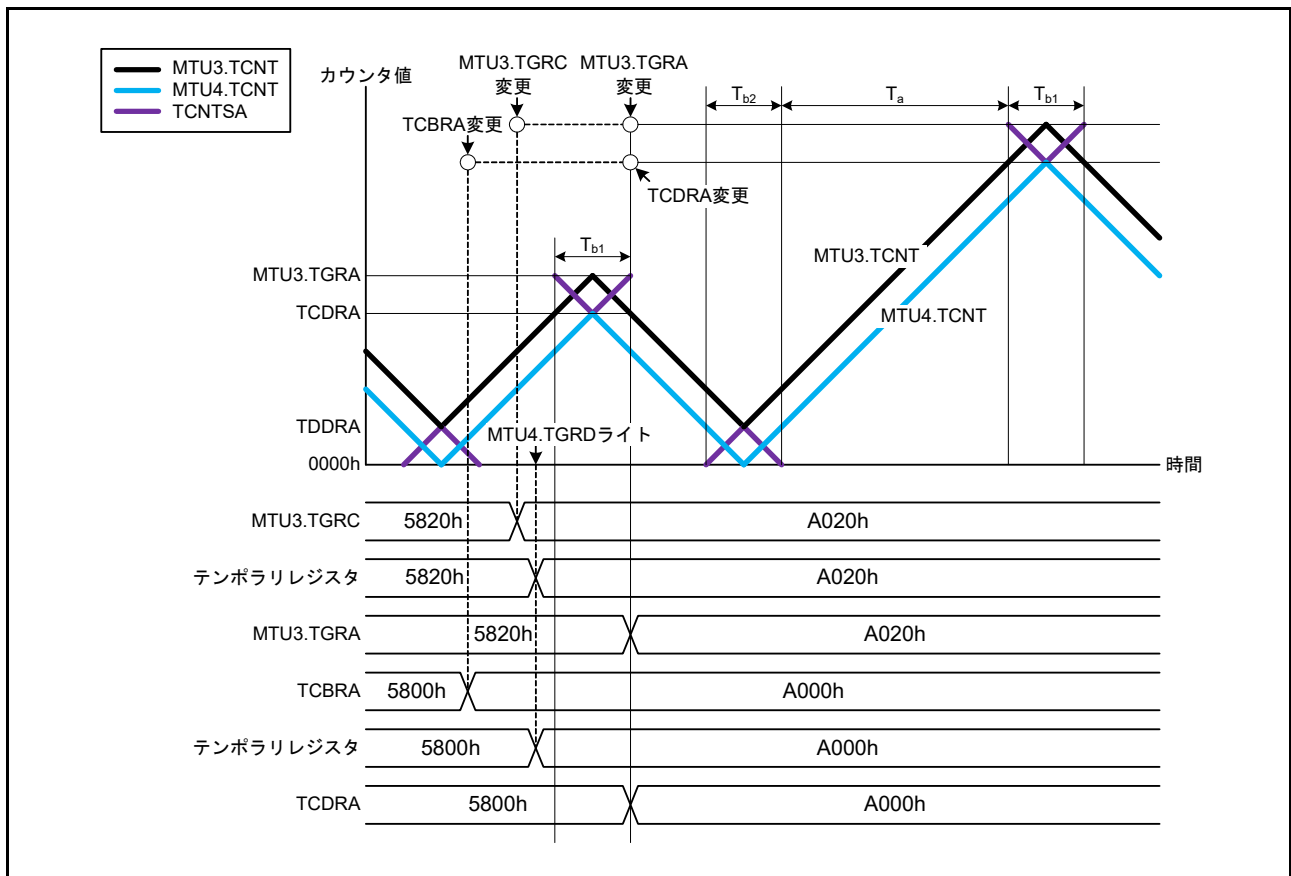 MTU3.TCNT
MTU4.TCNT
TCNTSA
カウンタ値
MTU3.TGRC
変更
MTU3.TGRA
変更
TCBRA変更
TCDRA変更
Tb2
Ta
Tb1
Tb1
MTU3.TCNT
MTU4.TCNT
MTU3.TGRA
TCDRA
TDDRA
0000h
MTU4.TGRDライト
時間
MTU3.TGRC
5820h
A020h
テンポラリレジスタ
5820h
A020h
MTU3.TGRA
5820h
A020h
TCBRA
5800h
A000h
テンポラリレジスタ
5800h
A000h
TCDRA
5800h
A000h